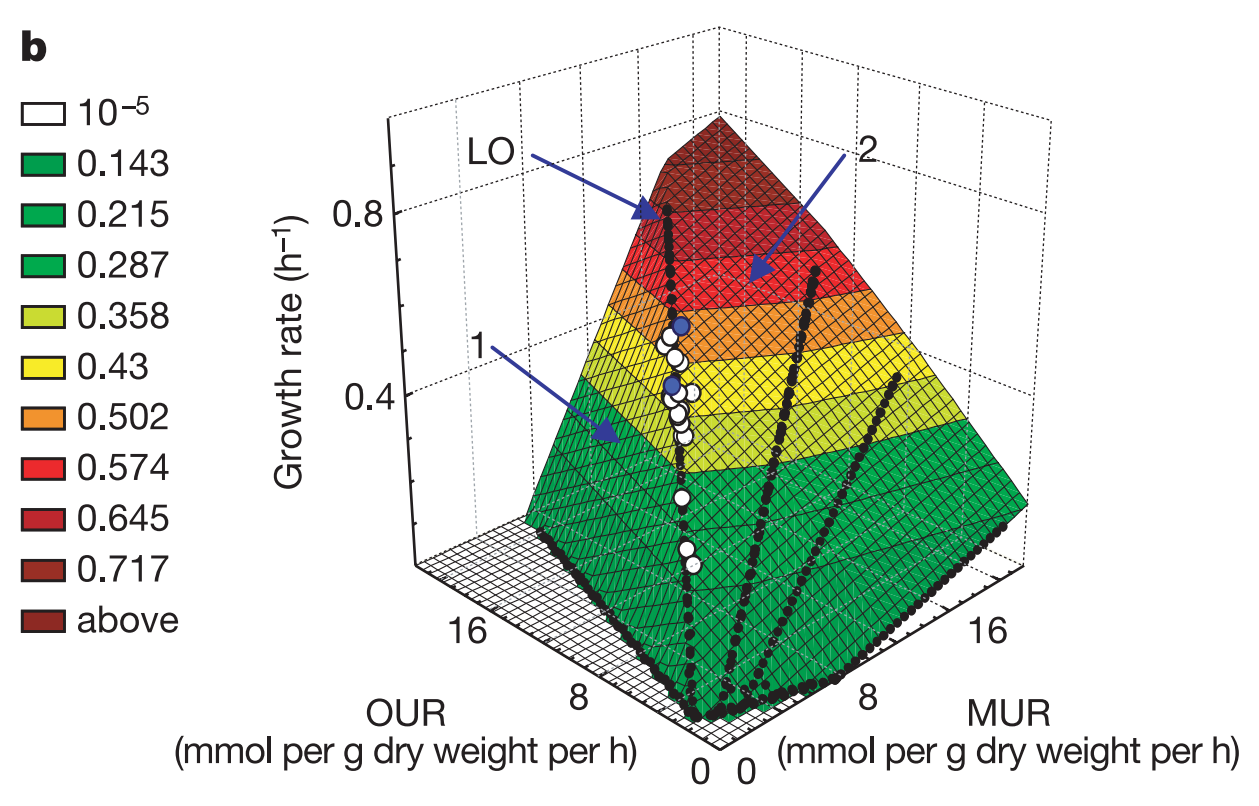 b
10⁻⁵
0.143
0.215
0.287
0.358
0.43
0.502
0.574
0.645
0.717
above
LO
2
1
Growth rate (h⁻¹)
0.8
0.4
16
8
0
OUR
(mmol per g dry weight per h)
0
8
16
MUR
(mmol per g dry weight per h)